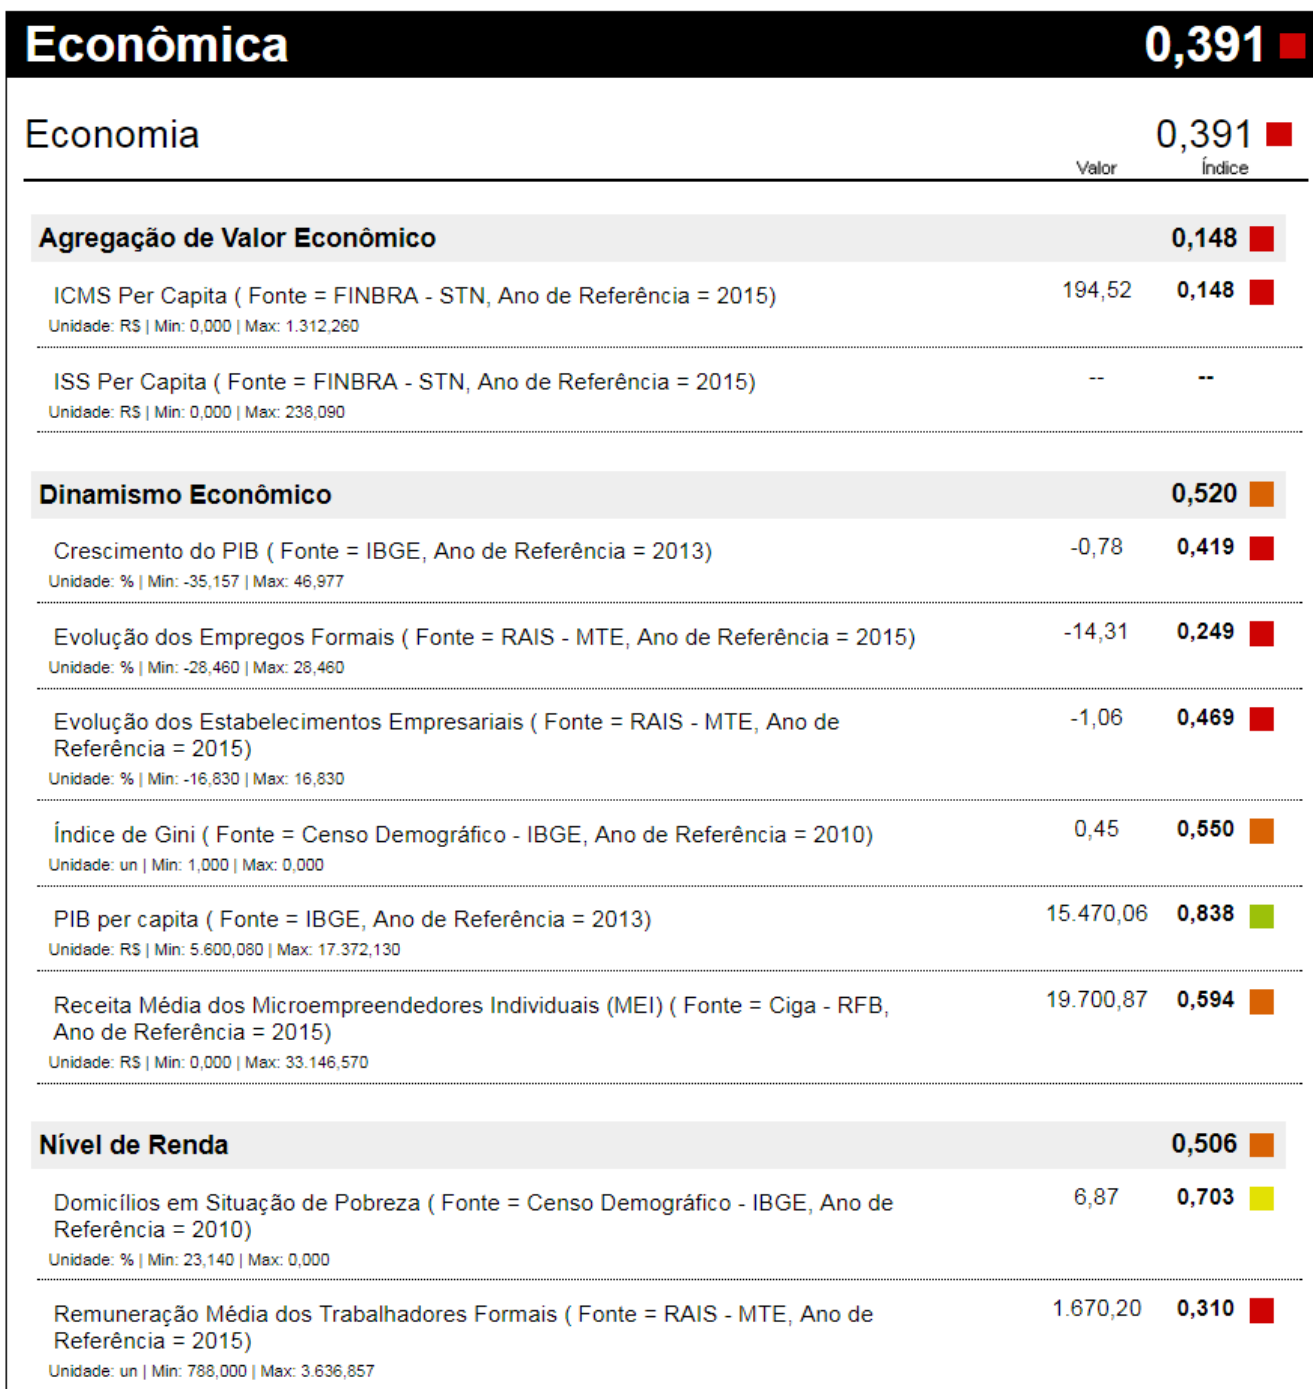 Econômica 0,391
Economia 0,391
Valor Índice
Agregação de Valor Econômico 0,148
ICMS Per Capita ( Fonte = FINBRA - STN, Ano de Referência = 2015) 194,52 0,148
Unidade: R$ | Min: 0,000 | Max: 1.312,260
ISS Per Capita ( Fonte = FINBRA - STN, Ano de Referência = 2015) -- --
Unidade: R$ | Min: 0,000 | Max: 238,090
Dinamismo Econômico 0,520
Crescimento do PIB ( Fonte = IBGE, Ano de Referência = 2013) -0,78 0,419
Unidade: % | Min: -35,157 | Max: 46,977
Evolução dos Empregos Formais ( Fonte = RAIS - MTE, Ano de Referência = 2015) -14,31 0,249
Unidade: % | Min: -28,460 | Max: 28,460
Evolução dos Estabelecimentos Empresariais ( Fonte = RAIS - MTE, Ano de -1,06 0,469
Referência = 2015)
Unidade: % | Min: -16,830 | Max: 16,830
Índice de Gini ( Fonte = Censo Demográfico - IBGE, Ano de Referência = 2010) 0,45 0,550
Unidade: un | Min: 1,000 | Max: 0,000
PIB per capita ( Fonte = IBGE, Ano de Referência = 2013) 15.470,06 0,838
Unidade: R$ | Min: 5.600,080 | Max: 17.372,130
Receita Média dos Microempreendedores Individuais (MEI) ( Fonte = Ciga - RFB, 19.700,87 0,594
Ano de Referência = 2015)
Unidade: R$ | Min: 0,000 | Max: 33.146,570
Nível de Renda 0,506
Domicílios em Situação de Pobreza ( Fonte = Censo Demográfico - IBGE, Ano de 6,87 0,703
Referência = 2010)
Unidade: % | Min: 23,140 | Max: 0,000
Remuneração Média dos Trabalhadores Formais ( Fonte = RAIS - MTE, Ano de 1.670,20 0,310
Referência = 2015)
Unidade: un | Min: 788,000 | Max: 3.636,857